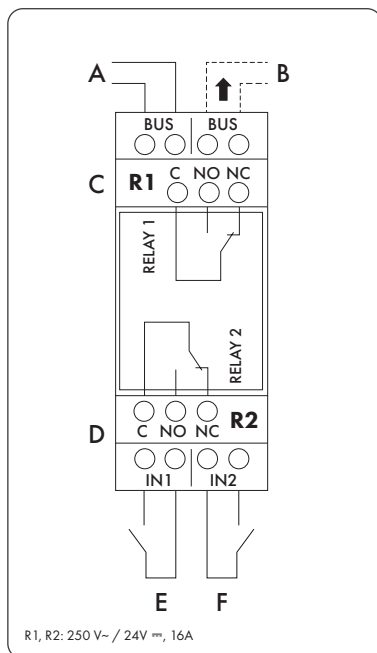 A B
BUS BUS
C R1 C NO NC
RELAY 1
RELAY 2
D C NO NC R2
IN1 IN2
E F
R1, R2: 250 V~ / 24V ⎓, 16A